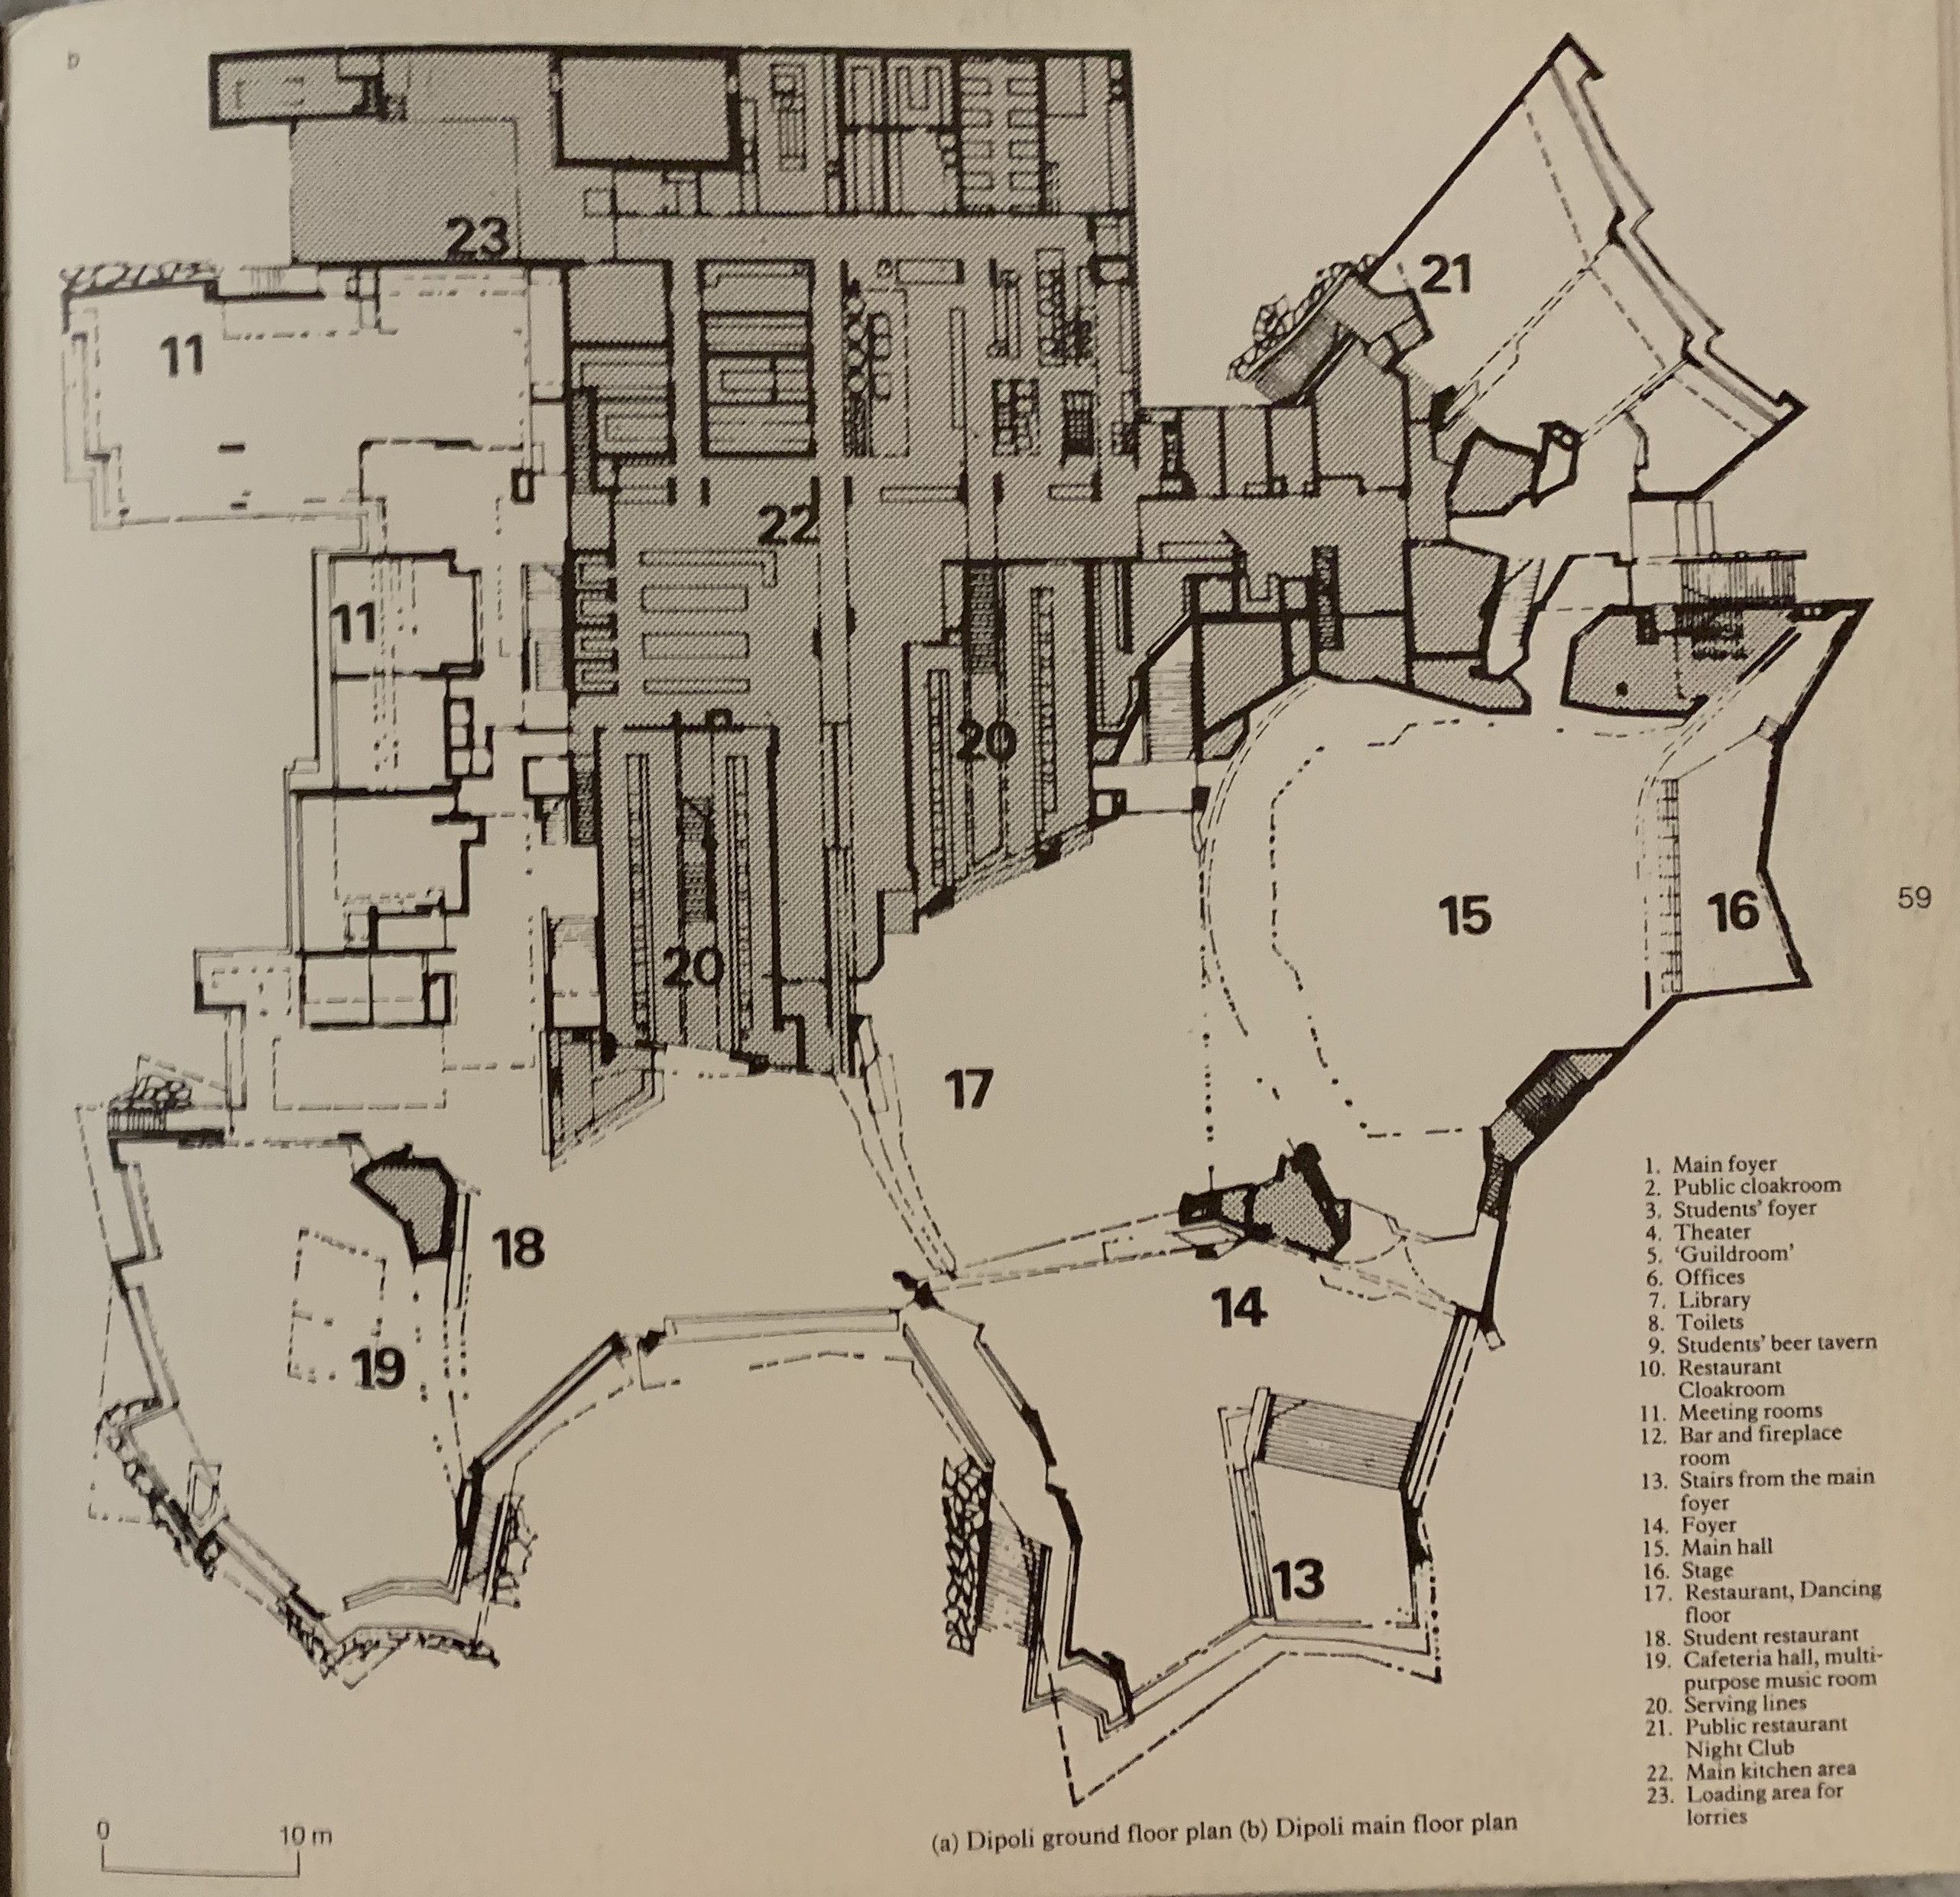 b
23
11
21
22
11
20
15
16
59
20
17
18
14
19
13
1. Main foyer
2. Public cloakroom
3. Students' foyer
4. Theater
5. 'Guildroom'
6. Offices
7. Library
8. Toilets
9. Students' beer tavern
10. Restaurant
Cloakroom
11. Meeting rooms
12. Bar and fireplace
room
13. Stairs from the main
foyer
14. Foyer
15. Main hall
16. Stage
17. Restaurant, Dancing
floor
18. Student restaurant
19. Cafeteria hall, multi-
purpose music room
20. Serving lines
21. Public restaurant
Night Club
22. Main kitchen area
23. Loading area for
lorries
0 10 m
(a) Dipoli ground floor plan (b) Dipoli main floor plan